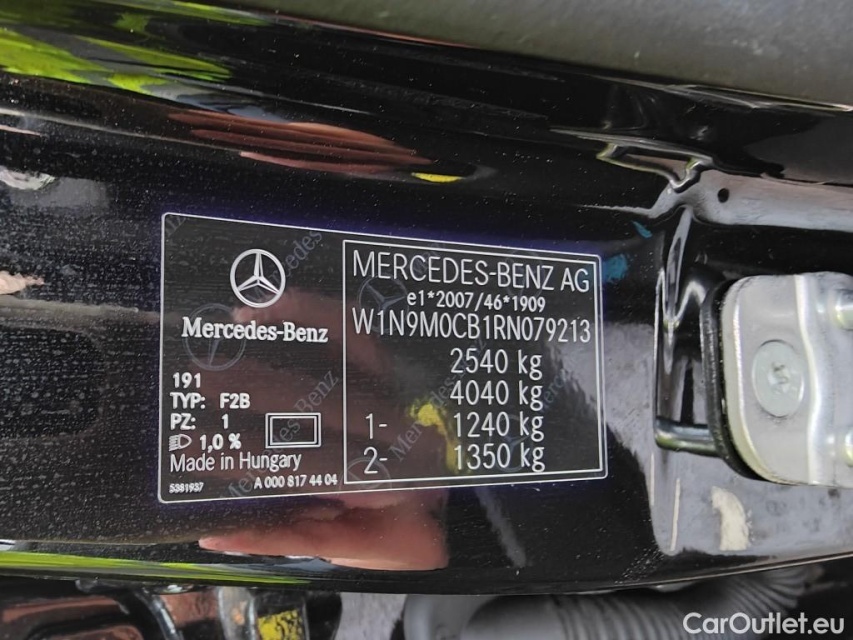 Mercedes-Benz
191
TYP: F2B
PZ: 1
1,0 %
Made in Hungary
5381937
A 000 817 44 04
MERCEDES-BENZ AG
e1*2007/46*1909
W1N9M0CB1RN079213
2540 kg
4040 kg
1- 1240 kg
2- 1350 kg
CarOutlet.eu